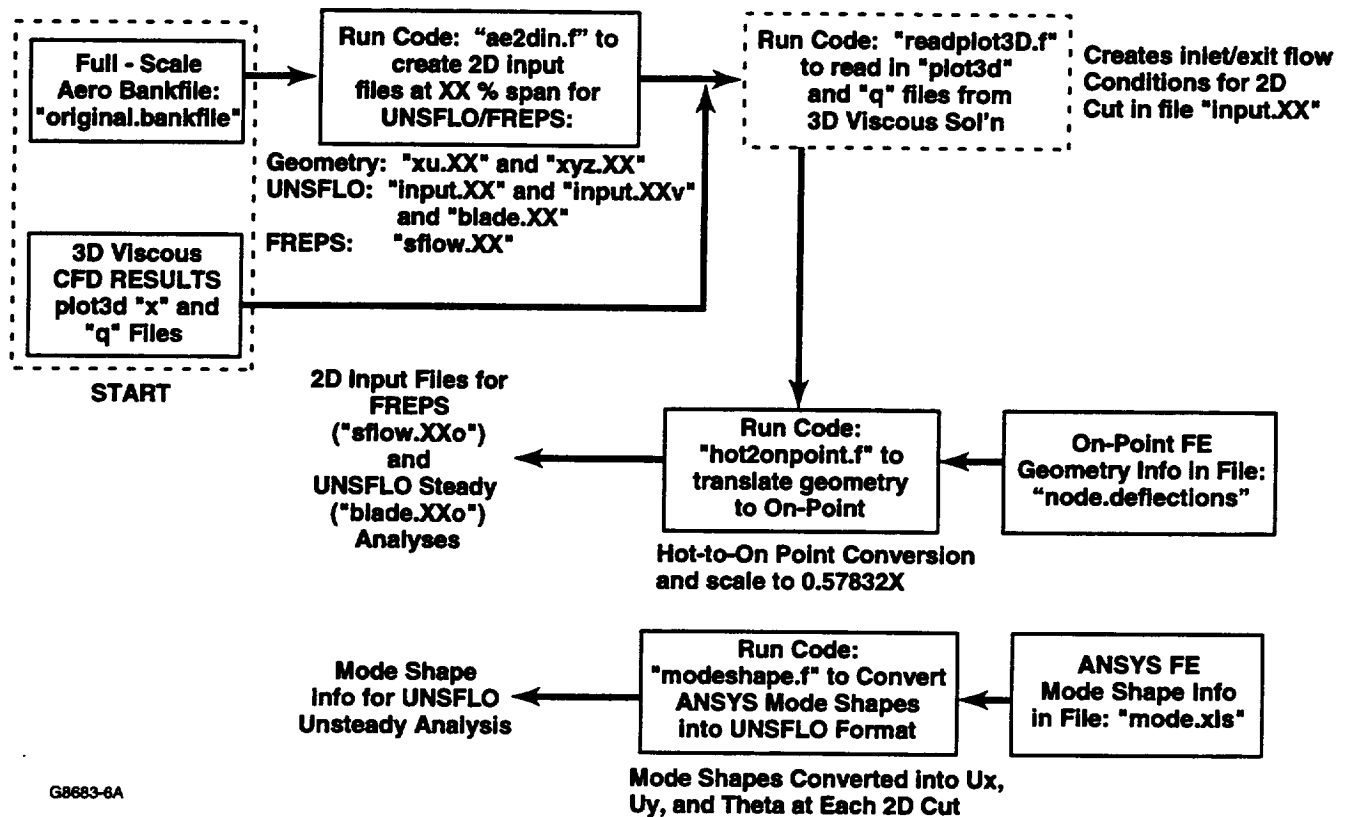 Full - Scale
Aero Bankfile:
"original.bankfile"
Run Code: "ae2din.f" to
create 2D input
files at XX % span for
UNSFLO/FREPS:
Geometry: "xu.XX" and "xyz.XX"
UNSFLO: "input.XX" and "input.XXv"
and "blade.XX"
FREPS: "sflow.XX"
Run Code: "readplot3D.f"
to read in "plot3d"
and "q" files from
3D Viscous Sol'n
Creates inlet/exit flow
Conditions for 2D
Cut in file "input.XX"
3D Viscous
CFD RESULTS
plot3d "x" and
"q" Files
START
2D Input Files for
FREPS
("sflow.XXo")
and
UNSFLO Steady
("blade.XXo")
Analyses
Run Code:
"hot2onpoint.f" to
translate geometry
to On-Point
Hot-to-On Point Conversion
and scale to 0.57832X
On-Point FE
Geometry Info in File:
“node.deflections”
Mode Shape
info for UNSFLO
Unsteady Analysis
Run Code:
"modeshape.f" to Convert
ANSYS Mode Shapes
into UNSFLO Format
Mode Shapes Converted into Ux,
Uy, and Theta at Each 2D Cut
ANSYS FE
Mode Shape Info
in File: "mode.xls"
G8683-6A